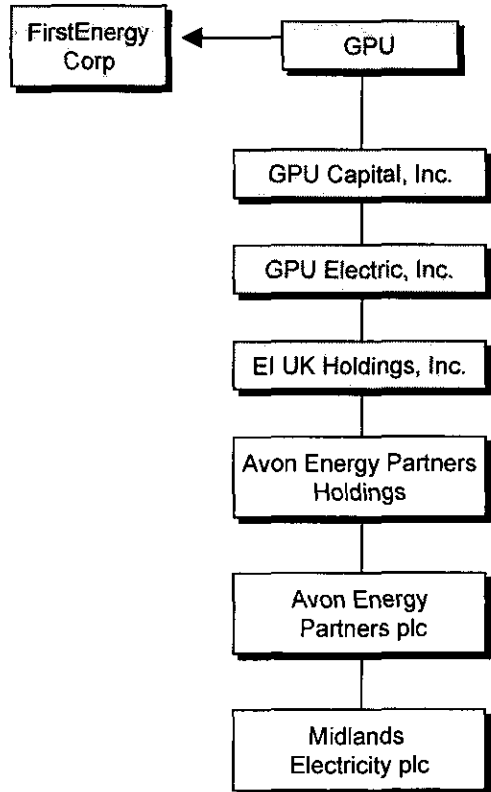 FirstEnergy
Corp
GPU
GPU Capital, Inc.
GPU Electric, Inc.
EI UK Holdings, Inc.
Avon Energy Partners
Holdings
Avon Energy
Partners plc
Midlands
Electricity plc